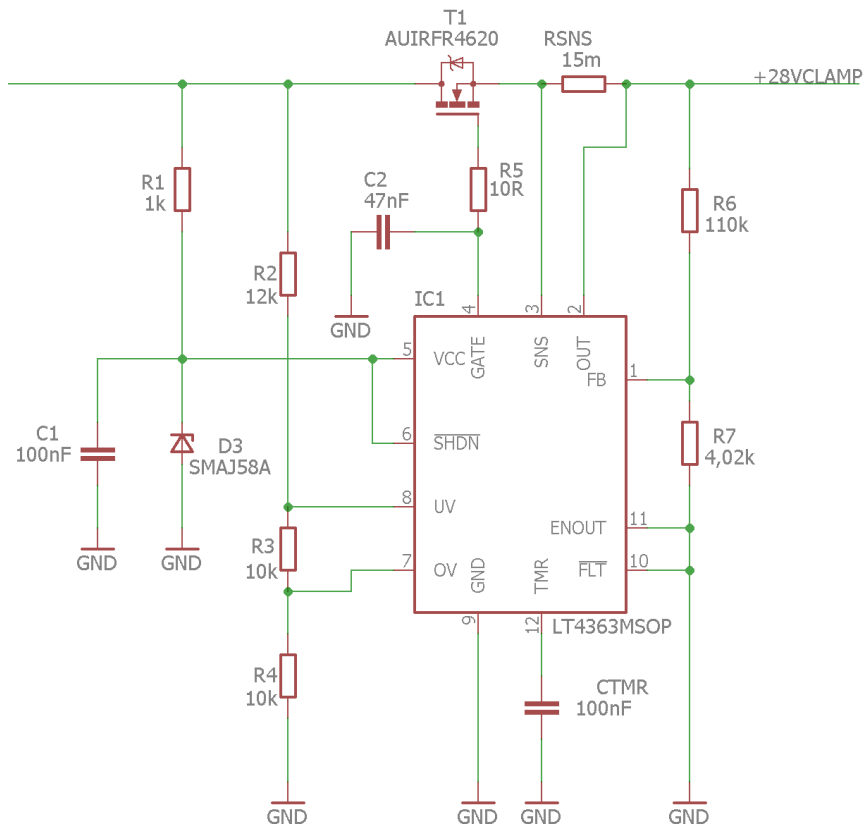 T1
AUIRFR4620
RSNS
15m
+28VCLAMP
R1
1k
C2
47nF
R5
10R
R6
110k
R2
12k
GND
IC1
4
3
2
5
VCC
GATE
SNS
OUT
FB
1
C1
100nF
D3
SMAJ58A
6
SHDN
R7
4,02k
8
UV
ENOUT
11
GND
GND
R3
10k
7
OV
GND
TMR
FLT
10
9
12
LT4363MSOP
R4
10k
CTMR
100nF
GND
GND
GND
GND